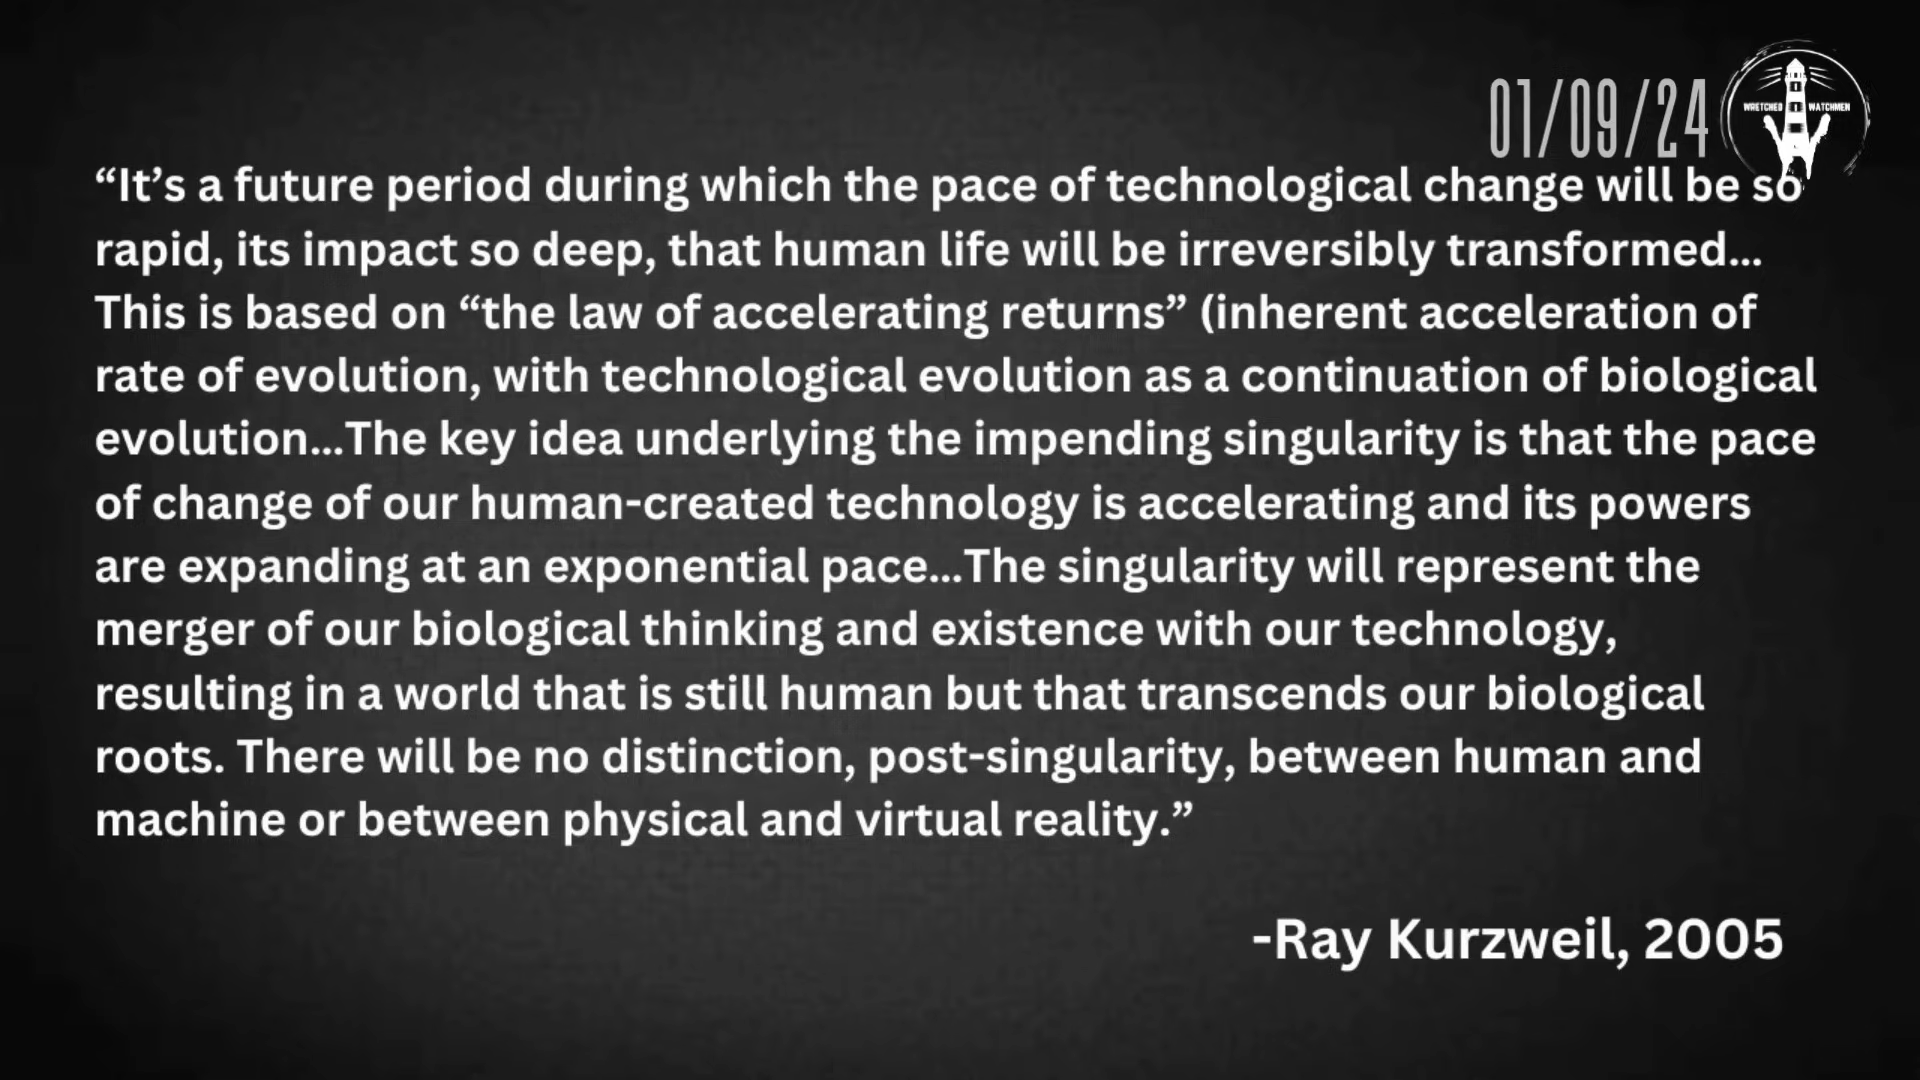 01/09/24
WRETCHED WATCHMEN
“It’s a future period during which the pace of technological change will be so
rapid, its impact so deep, that human life will be irreversibly transformed...
This is based on “the law of accelerating returns” (inherent acceleration of
rate of evolution, with technological evolution as a continuation of biological
evolution...The key idea underlying the impending singularity is that the pace
of change of our human-created technology is accelerating and its powers
are expanding at an exponential pace...The singularity will represent the
merger of our biological thinking and existence with our technology,
resulting in a world that is still human but that transcends our biological
roots. There will be no distinction, post-singularity, between human and
machine or between physical and virtual reality.”
-Ray Kurzweil, 2005